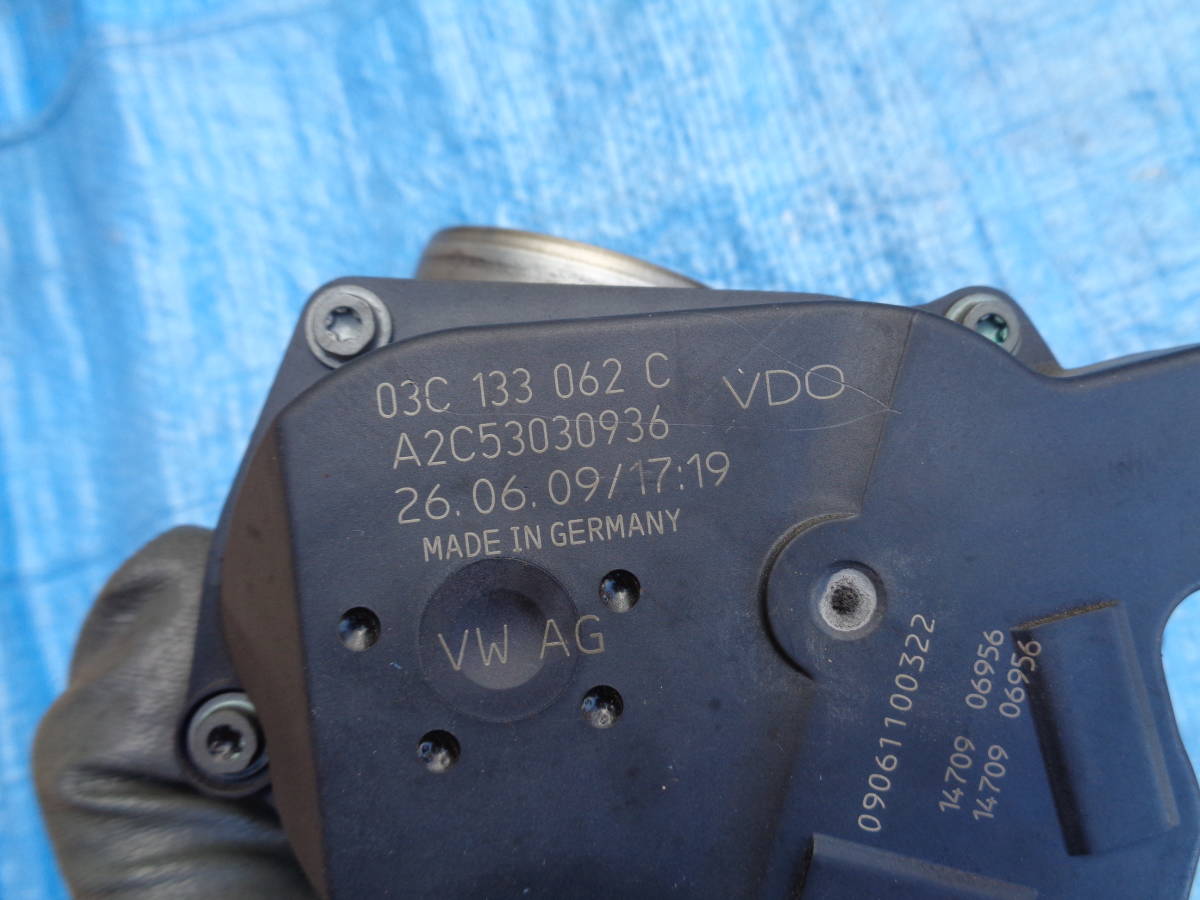 03C 133 062 C
VDO
A2C53030936
26.06.09/17:19
MADE IN GERMANY
VW AG
09061100322
14709 06956
14709 06956